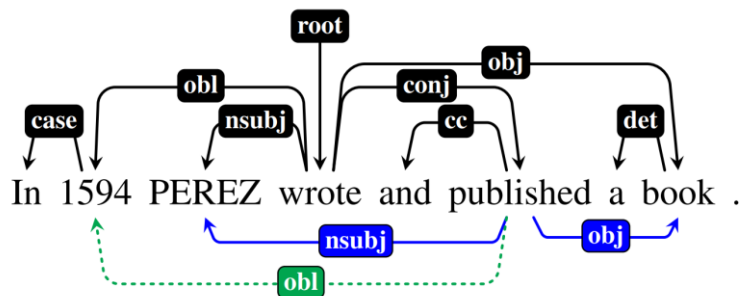 root
obl obj
conj
case nsubj cc det
In 1594 PEREZ wrote and published a book .
nsubj obj
obl